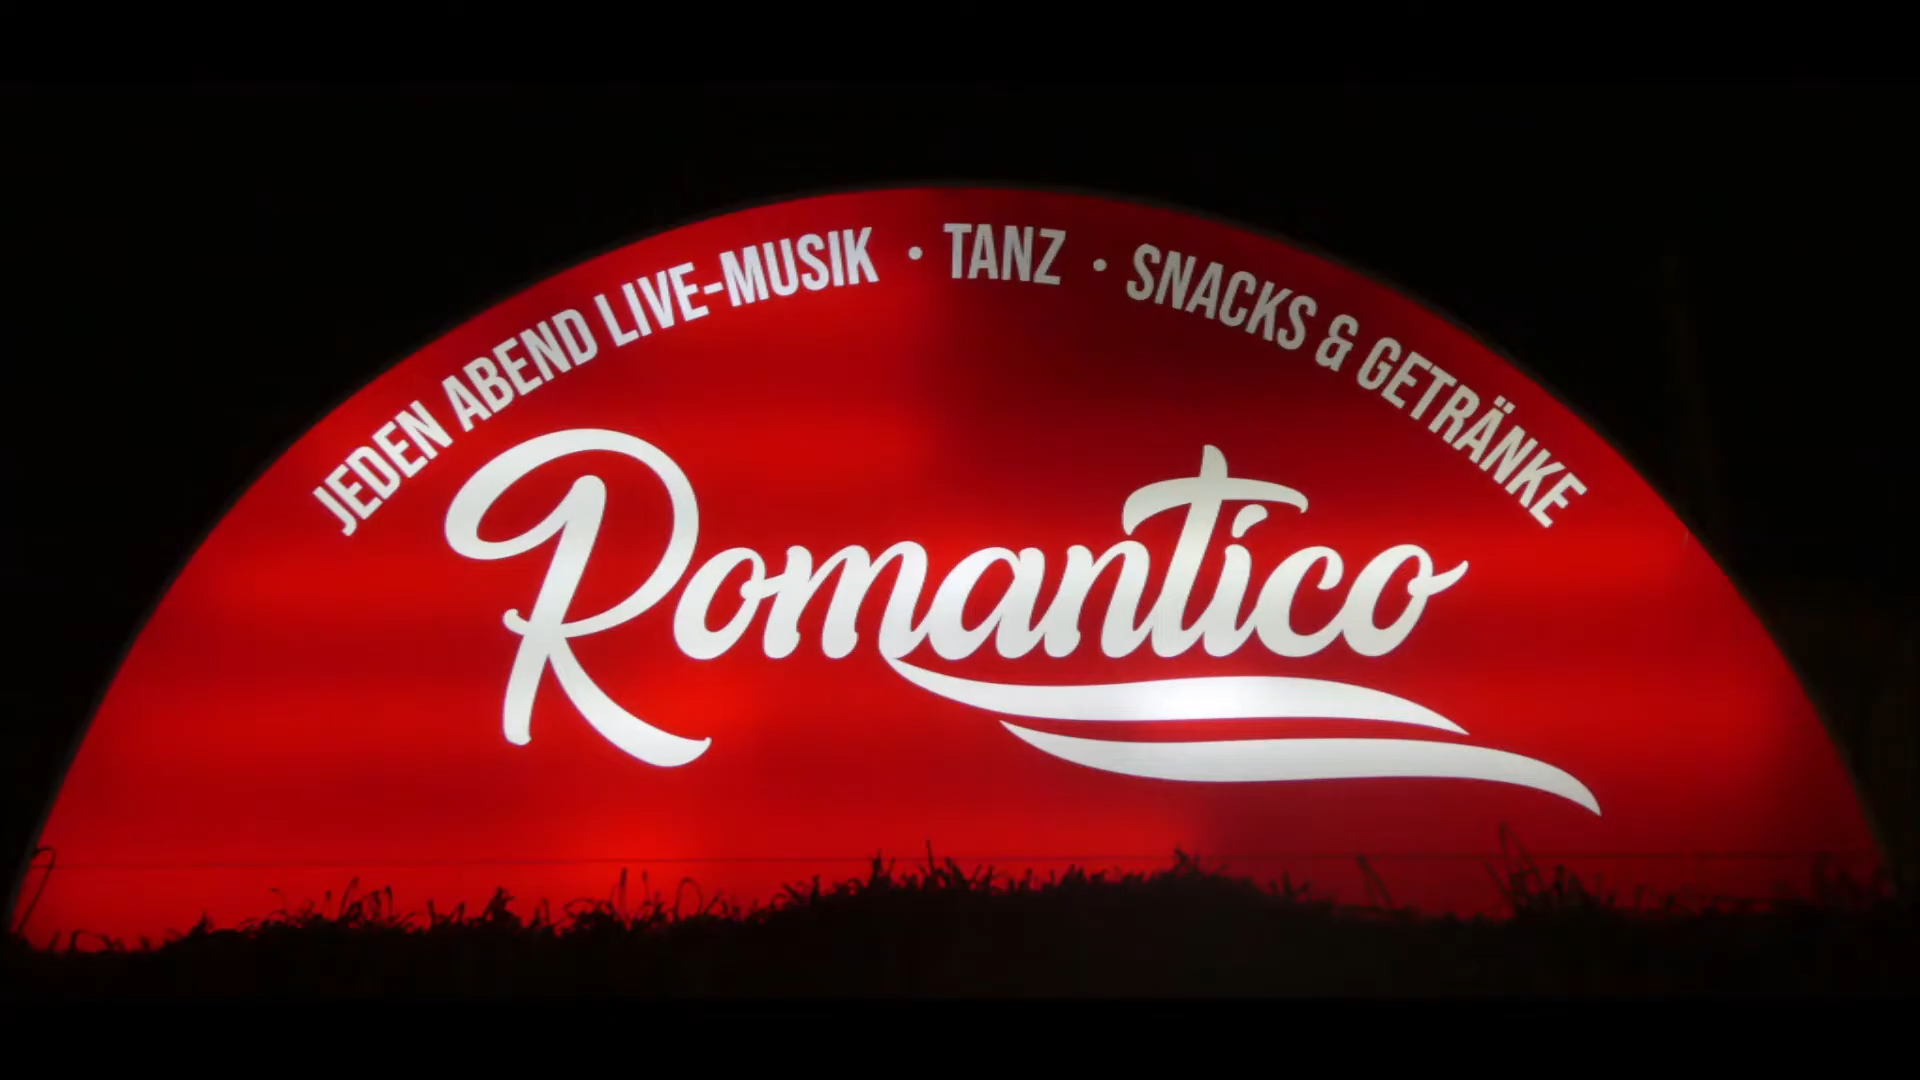 JEDEN ABEND LIVE-MUSIK · TANZ · SNACKS & GETRÄNKE
Romantico